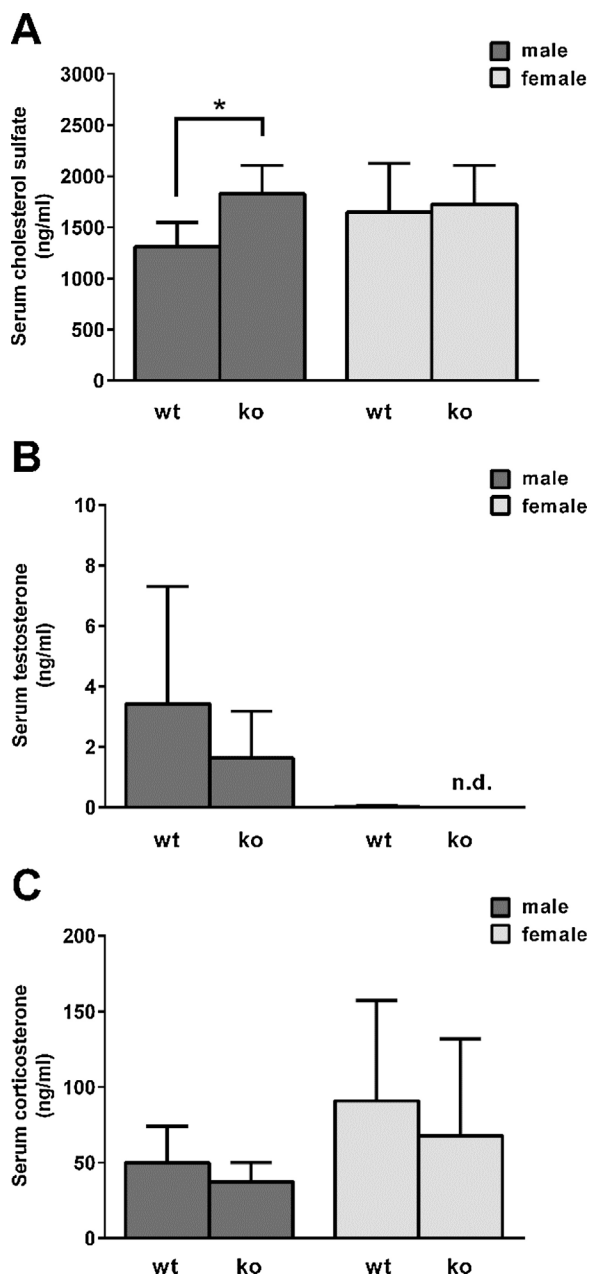 A
male
female
Serum cholesterol sulfate
(ng/ml)
3000
2500
2000
1500
1000
500
0
*
wt
ko
wt
ko
B
male
female
Serum testosterone
(ng/ml)
10
8
6
4
2
0
n.d.
wt
ko
wt
ko
C
male
female
Serum corticosterone
(ng/ml)
200
150
100
50
0
wt
ko
wt
ko